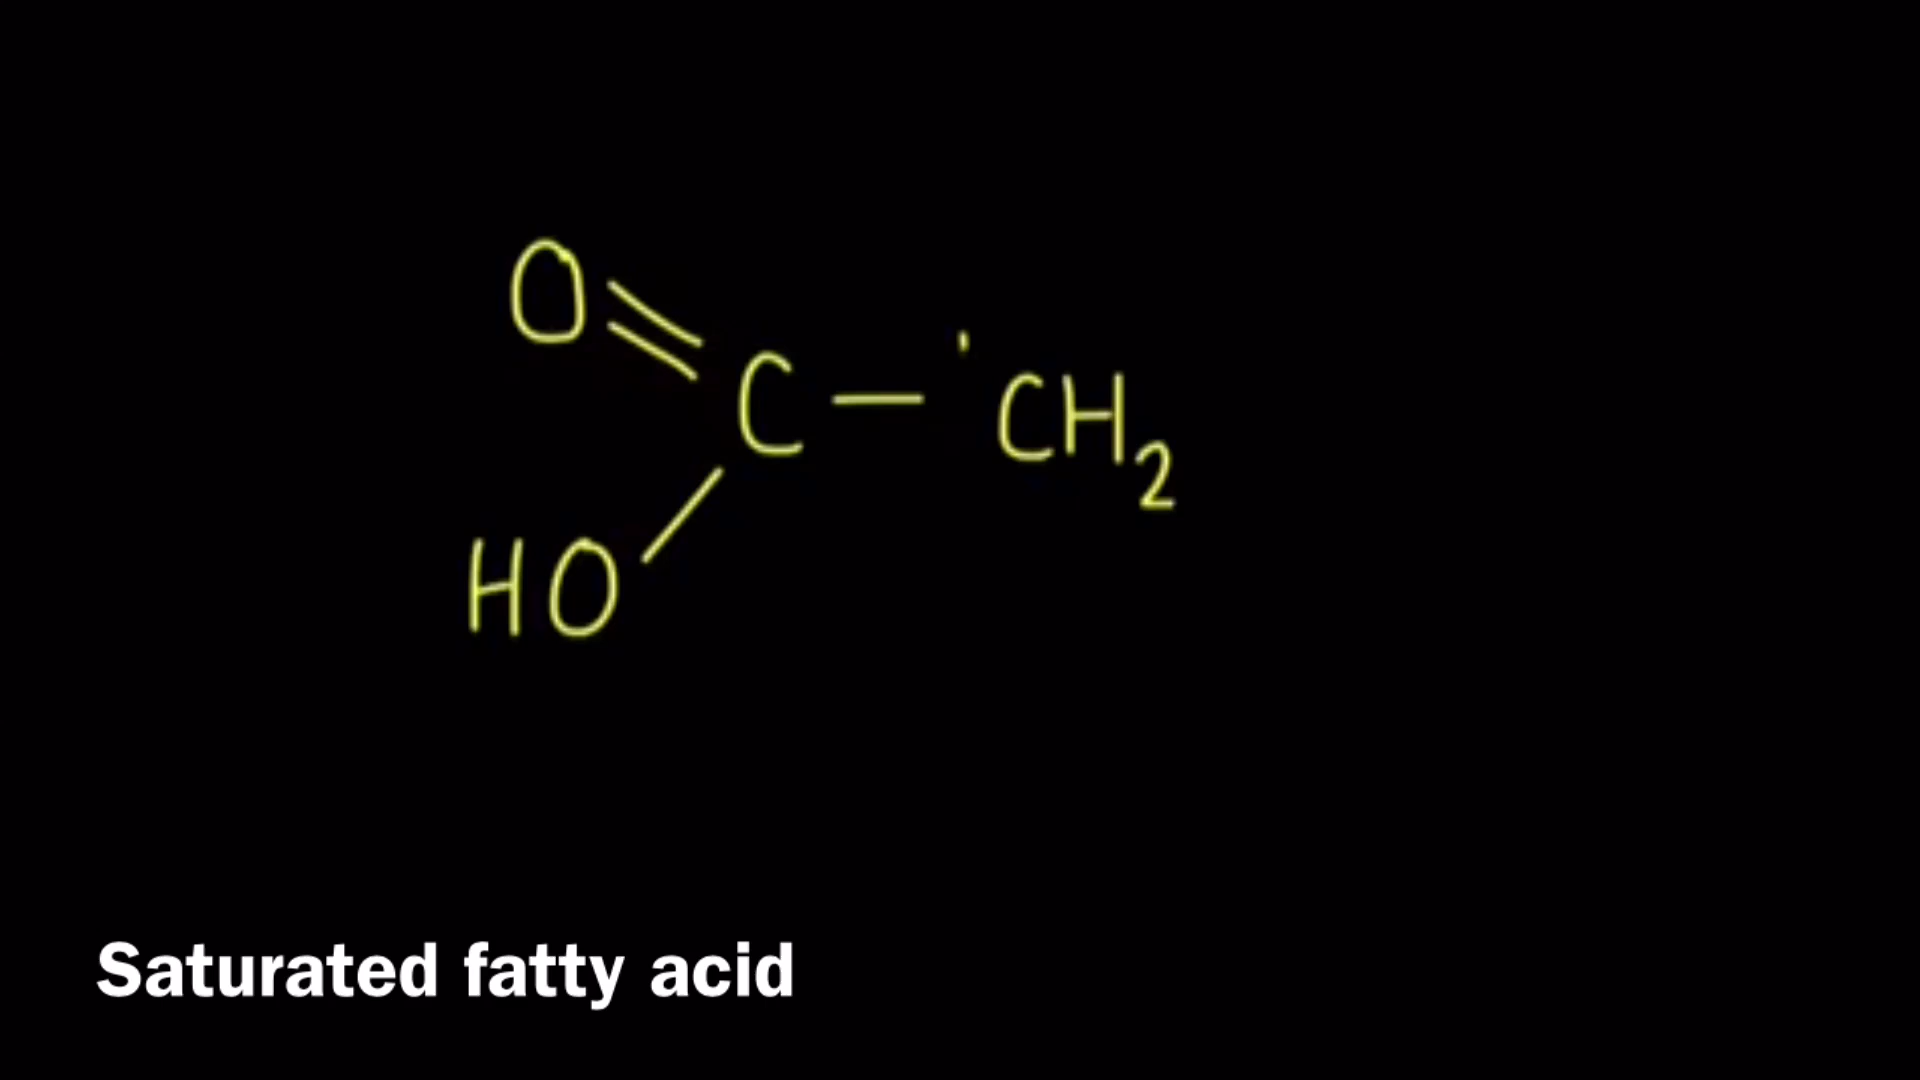 O
C — CH2
HO
Saturated fatty acid